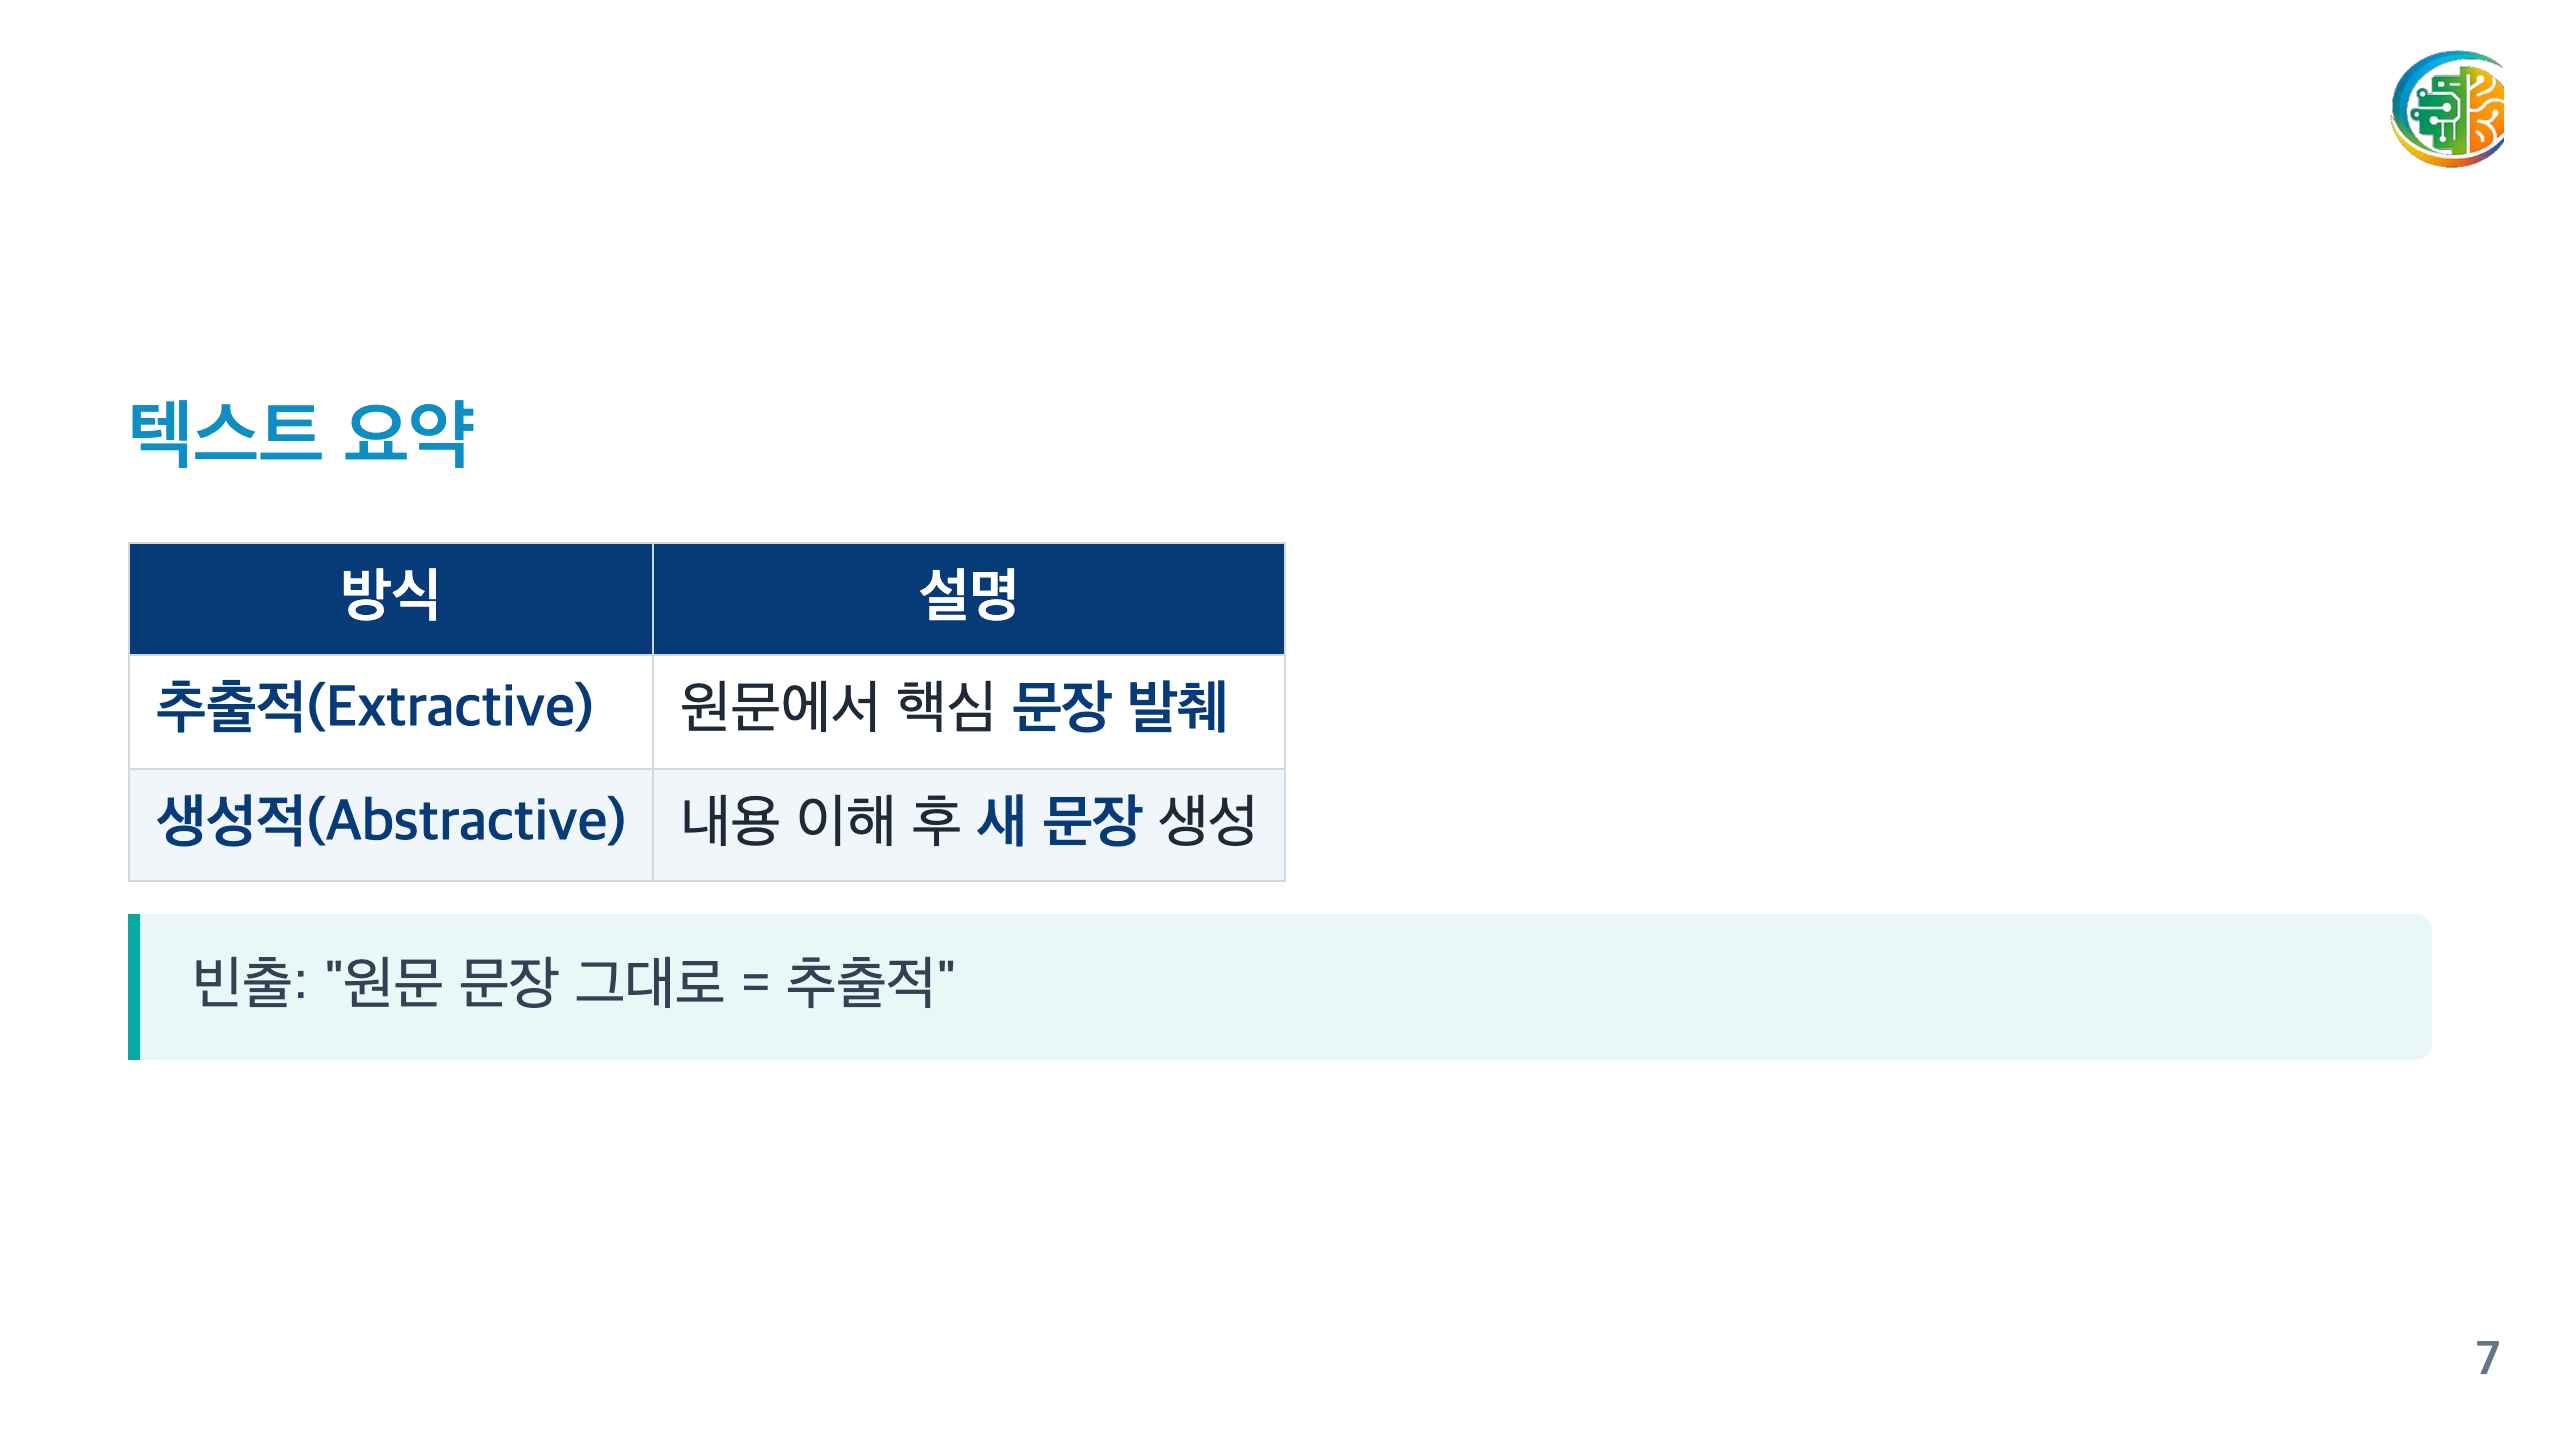 텍스트 요약
방식 설명
추출적(Extractive) 원문에서 핵심 문장 발췌
생성적(Abstractive) 내용 이해 후 새 문장 생성
빈출: "원문 문장 그대로 = 추출적"
7